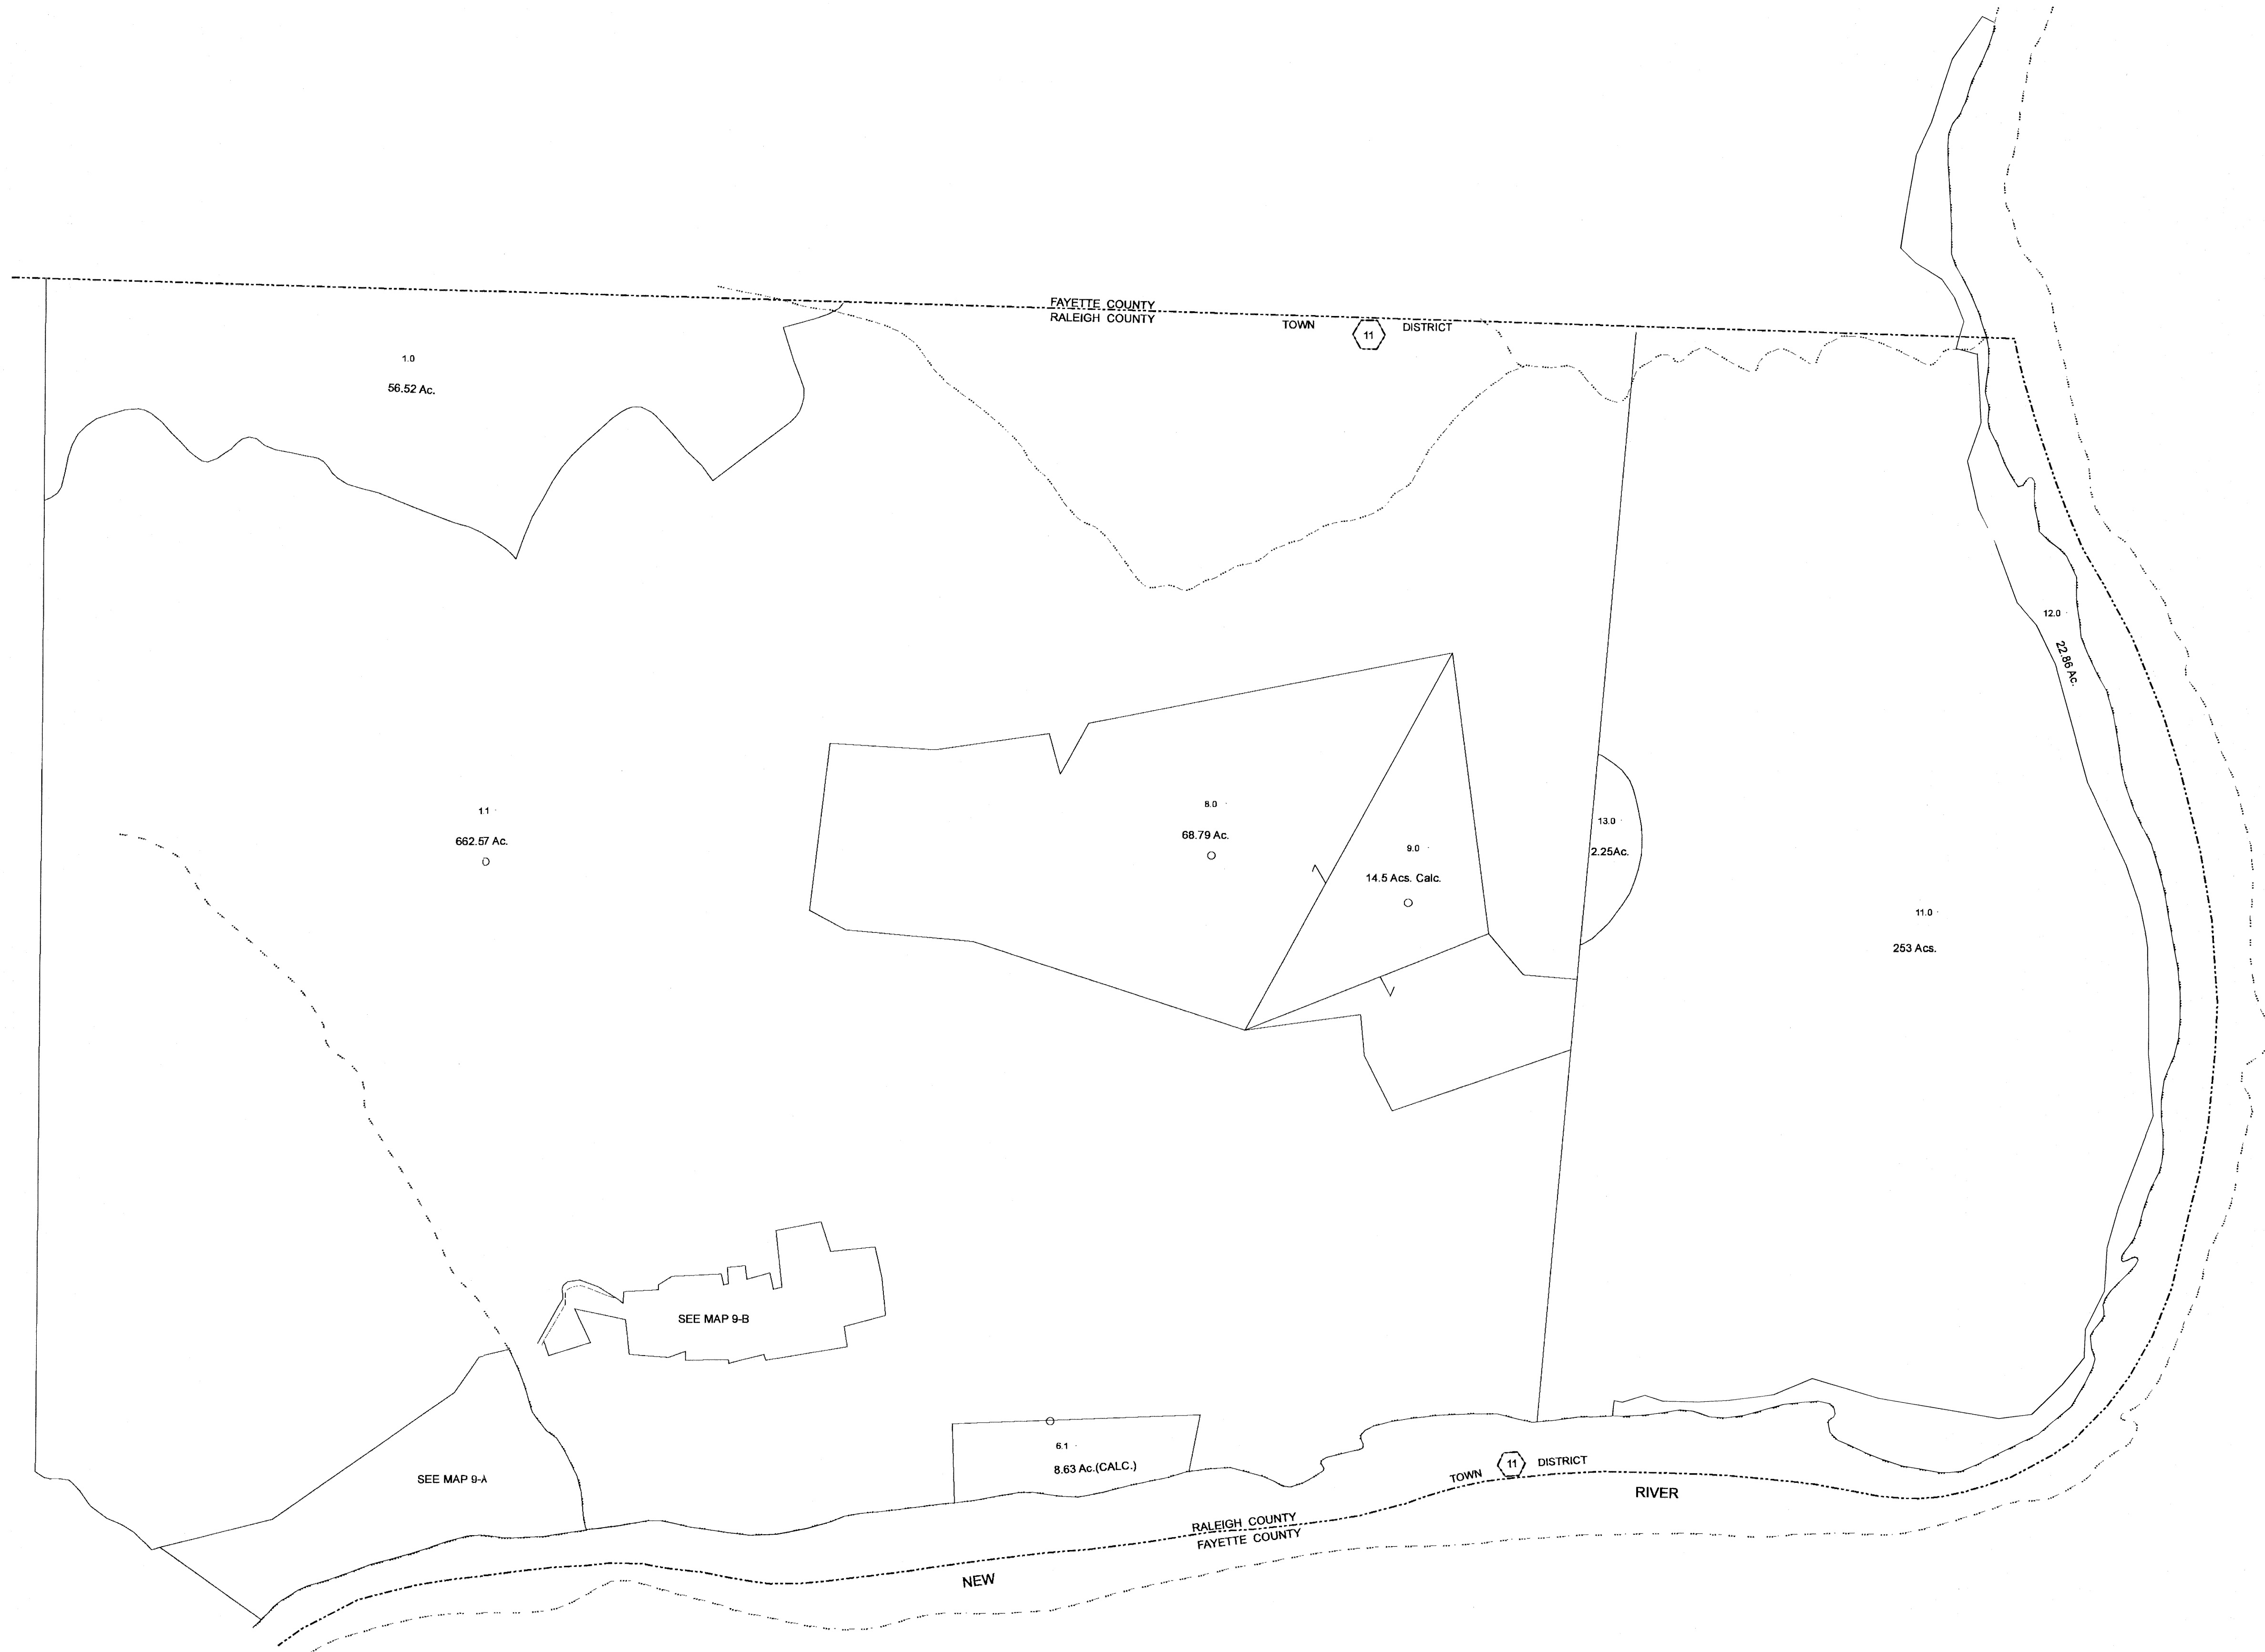 FAYETTE COUNTY
RALEIGH COUNTY
TOWN 11 DISTRICT
1.0
56.52 Ac.
12.0
22.86 Ac.
1.1
662.57 Ac.
8.0
68.79 Ac.
9.0
14.5 Acs. Calc.
13.0
2.25Ac.
11.0
253 Acs.
SEE MAP 9-B
SEE MAP 9-A
6.1
8.63 Ac.(CALC.)
TOWN 11 DISTRICT
RIVER
RALEIGH COUNTY
FAYETTE COUNTY
NEW